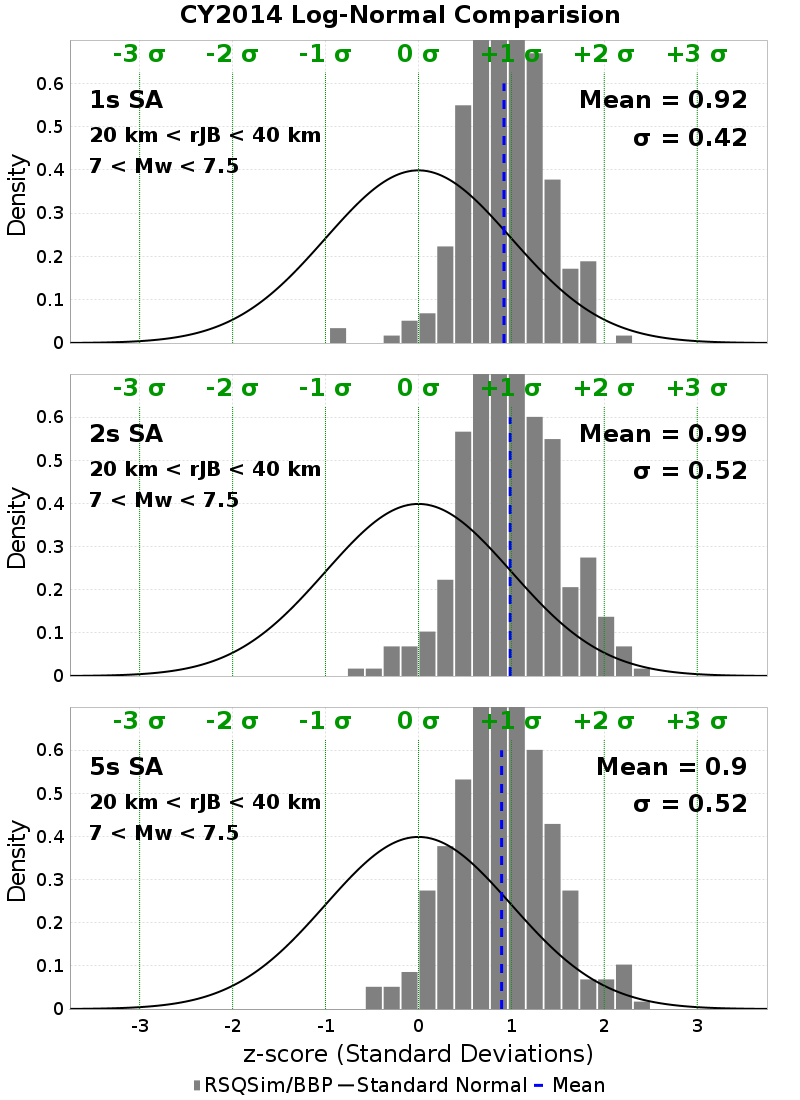 CY2014 Log-Normal Comparision
-3 σ -2 σ -1 σ 0 σ +1 σ +2 σ +3 σ
1s SA
Mean = 0.92
20 km < rJB < 40 km
σ = 0.42
7 < Mw < 7.5
Density
0.6
0.5
0.4
0.3
0.2
0.1
0
-3 σ -2 σ -1 σ 0 σ +1 σ +2 σ +3 σ
2s SA
Mean = 0.99
20 km < rJB < 40 km
σ = 0.52
7 < Mw < 7.5
Density
0.6
0.5
0.4
0.3
0.2
0.1
0
-3 σ -2 σ -1 σ 0 σ +1 σ +2 σ +3 σ
5s SA
Mean = 0.9
20 km < rJB < 40 km
σ = 0.52
7 < Mw < 7.5
Density
0.6
0.5
0.4
0.3
0.2
0.1
0
-3 -2 -1 0 1 2 3
z-score (Standard Deviations)
RSQSim/BBP Standard Normal Mean